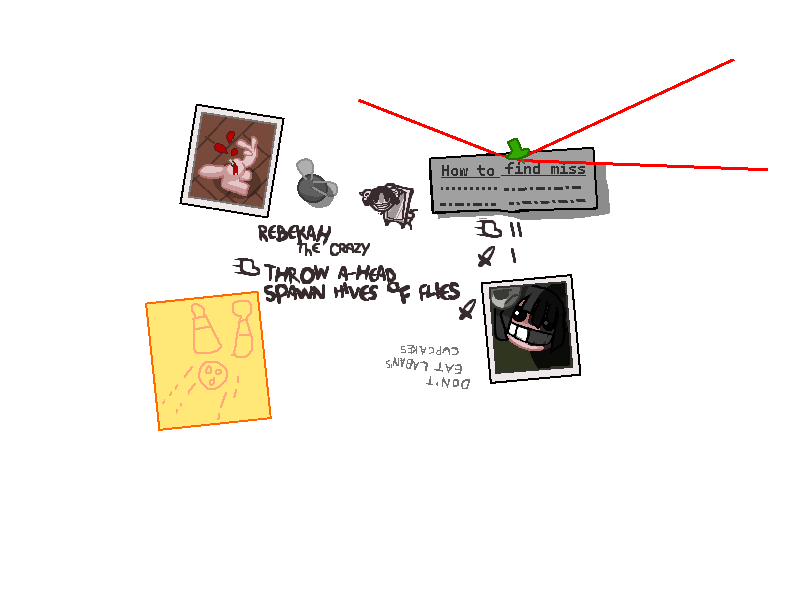 How to find miss
II
I
REBEKAH
THE CRAZY
THROW A-HEAD
SPAWN HIVES OF FLIES
DON'T
EAT LABAN'S
CUPCAKES